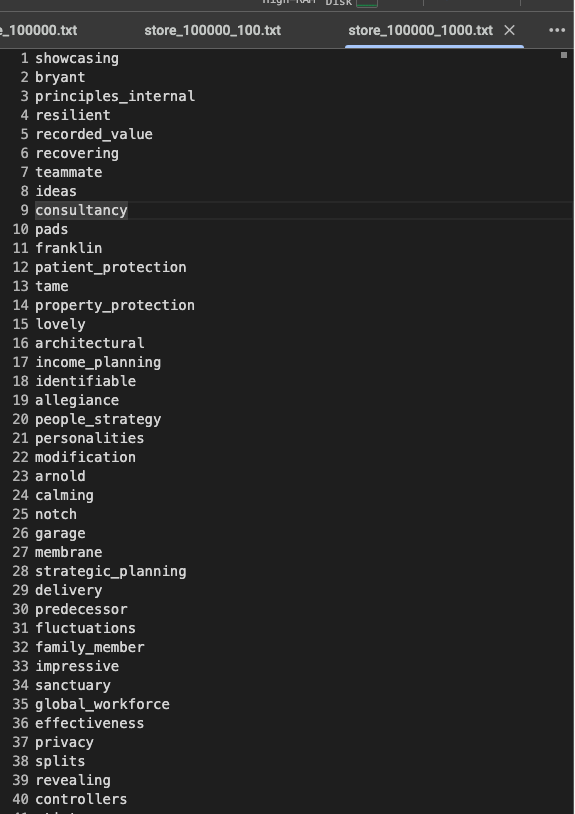 High-RAM Disk
e_100000.txt store_100000_100.txt store_100000_1000.txt
1 showcasing
2 bryant
3 principles_internal
4 resilient
5 recorded_value
6 recovering
7 teammate
8 ideas
9 consultancy
10 pads
11 franklin
12 patient_protection
13 tame
14 property_protection
15 lovely
16 architectural
17 income_planning
18 identifiable
19 allegiance
20 people_strategy
21 personalities
22 modification
23 arnold
24 calming
25 notch
26 garage
27 membrane
28 strategic_planning
29 delivery
30 predecessor
31 fluctuations
32 family_member
33 impressive
34 sanctuary
35 global_workforce
36 effectiveness
37 privacy
38 splits
39 revealing
40 controllers